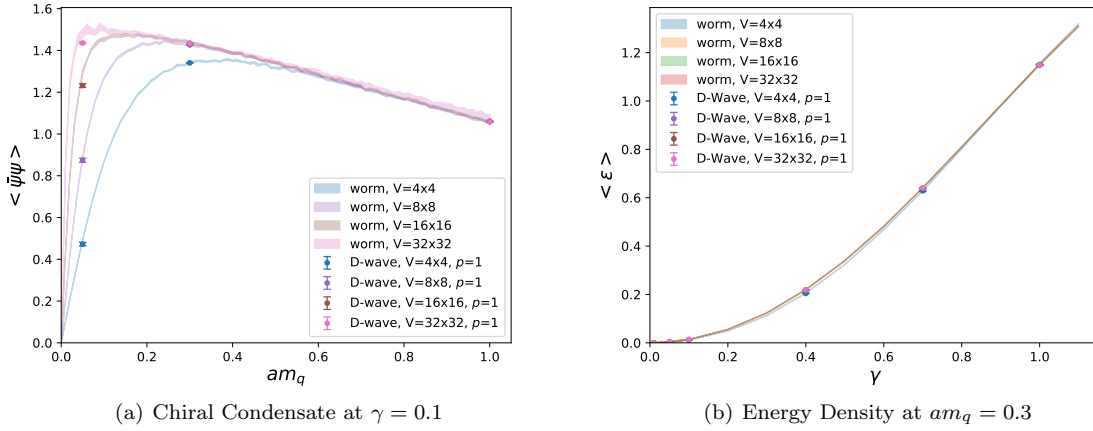 1.6
1.4
1.2
1.0
0.8
0.6
0.4
0.2
0.0
< ψ̄ψ >
worm, V=4x4
worm, V=8x8
worm, V=16x16
worm, V=32x32
D-wave, V=4x4, p=1
D-wave, V=8x8, p=1
D-wave, V=16x16, p=1
D-wave, V=32x32, p=1
0.0 0.2 0.4 0.6 0.8 1.0
am_q
(a) Chiral Condensate at γ = 0.1
1.2
1.0
0.8
0.6
0.4
0.2
0.0
< ε >
worm, V=4x4
worm, V=8x8
worm, V=16x16
worm, V=32x32
D-Wave, V=4x4, p=1
D-Wave, V=8x8, p=1
D-Wave, V=16x16, p=1
D-Wave, V=32x32, p=1
0.0 0.2 0.4 0.6 0.8 1.0
γ
(b) Energy Density at am_q = 0.3